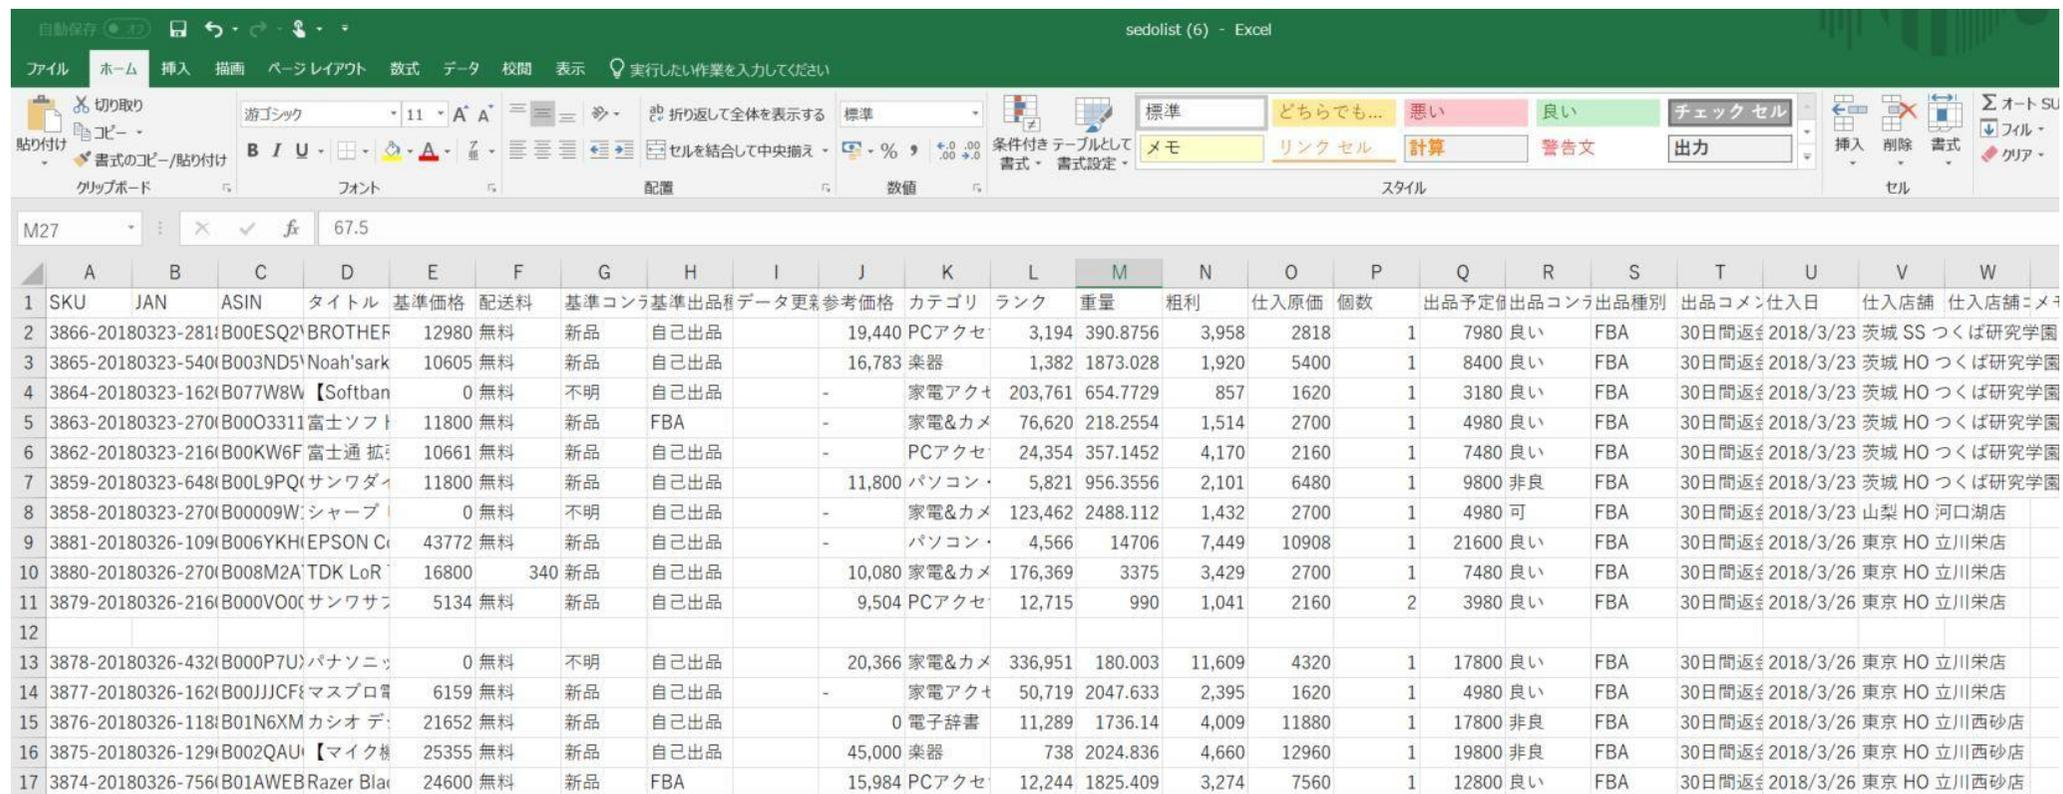 自動保存 オフ sedolist (6) - Excel
ファイル ホーム 挿入 描画 ページ レイアウト 数式 データ 校閲 表示 実行したい作業を入力してください
切り取り コピー 書式のコピー/貼り付け 貼り付け
游ゴシック 11 折り返して全体を表示する 標準
B I U セルを結合して中央揃え %
条件付き書式 テーブルとして書式設定
標準 どちらでも... 悪い 良い チェック セル
メモ リンク セル 計算 警告文 出力
挿入 削除 書式 Σ オート SU フィル クリア
クリップボード フォント 配置 数値 スタイル セル
M27 fx 67.5
A B C D E F G H I J K L M N O P Q R S T U V W
1 SKU JAN ASIN タイトル 基準価格 配送料 基準コンデ 基準出品種 データ更新 参考価格 カテゴリ ランク 重量 粗利 仕入原価 個数 出品予定価 出品コンデ 出品種別 出品コメン 仕入日 仕入店舗 仕入店舗コメモ
2 3866-20180323-2818 B00ESQ2 BROTHER 12980 無料 新品 自己出品 19,440 PCアクセ 3,194 390.8756 3,958 2818 1 7980 良い FBA 30日間返金 2018/3/23 茨城 SS つくば研究学園
3 3865-20180323-540 B003ND5 Noah'sark 10605 無料 新品 自己出品 16,783 楽器 1,382 1873.028 1,920 5400 1 8400 良い FBA 30日間返金 2018/3/23 茨城 HO つくば研究学園
4 3864-20180323-162 B077W8W 【Softban 0 無料 不明 自己出品 - 家電アクセ 203,761 654.7729 857 1620 1 3180 良い FBA 30日間返金 2018/3/23 茨城 HO つくば研究学園
5 3863-20180323-270 B00O3311 富士ソフト 11800 無料 新品 FBA - 家電&カメ 76,620 218.2554 1,514 2700 1 4980 良い FBA 30日間返金 2018/3/23 茨城 HO つくば研究学園
6 3862-20180323-216 B00KW6F 富士通 拡張 10661 無料 新品 自己出品 - PCアクセ 24,354 357.1452 4,170 2160 1 7480 良い FBA 30日間返金 2018/3/23 茨城 HO つくば研究学園
7 3859-20180323-648 B00L9PQ サンワダイ 11800 無料 新品 自己出品 11,800 パソコン・ 5,821 956.3556 2,101 6480 1 9800 非良 FBA 30日間返金 2018/3/23 茨城 HO つくば研究学園
8 3858-20180323-270 B00009W シャープ 0 無料 不明 自己出品 - 家電&カメ 123,462 2488.112 1,432 2700 1 4980 可 FBA 30日間返金 2018/3/23 山梨 HO 河口湖店
9 3881-20180326-109 B006YKH EPSON C 43772 無料 新品 自己出品 - パソコン・ 4,566 14706 7,449 10908 1 21600 良い FBA 30日間返金 2018/3/26 東京 HO 立川栄店
10 3880-20180326-270 B008M2A TDK LoR 16800 340 新品 自己出品 10,080 家電&カメ 176,369 3375 3,429 2700 1 7480 良い FBA 30日間返金 2018/3/26 東京 HO 立川栄店
11 3879-20180326-216 B000VO0 サンワサプ 5134 無料 新品 自己出品 9,504 PCアクセ 12,715 990 1,041 2160 2 3980 良い FBA 30日間返金 2018/3/26 東京 HO 立川栄店
12
13 3878-20180326-432 B000P7U パナソニッ 0 無料 不明 自己出品 20,366 家電&カメ 336,951 180.003 11,609 4320 1 17800 良い FBA 30日間返金 2018/3/26 東京 HO 立川栄店
14 3877-20180326-162 B00JJJCF マスプロ電 6159 無料 新品 自己出品 - 家電アクセ 50,719 2047.633 2,395 1620 1 4980 良い FBA 30日間返金 2018/3/26 東京 HO 立川栄店
15 3876-20180326-118 B01N6XM カシオ デ 21652 無料 新品 自己出品 0 電子辞書 11,289 1736.14 4,009 11880 1 17800 非良 FBA 30日間返金 2018/3/26 東京 HO 立川西砂店
16 3875-20180326-129 B002QAU 【マイク機 25355 無料 新品 自己出品 45,000 楽器 738 2024.836 4,660 12960 1 19800 非良 FBA 30日間返金 2018/3/26 東京 HO 立川西砂店
17 3874-20180326-756 B01AWEB Razer Bla 24600 無料 新品 FBA 15,984 PCアクセ 12,244 1825.409 3,274 7560 1 12800 良い FBA 30日間返金 2018/3/26 東京 HO 立川西砂店